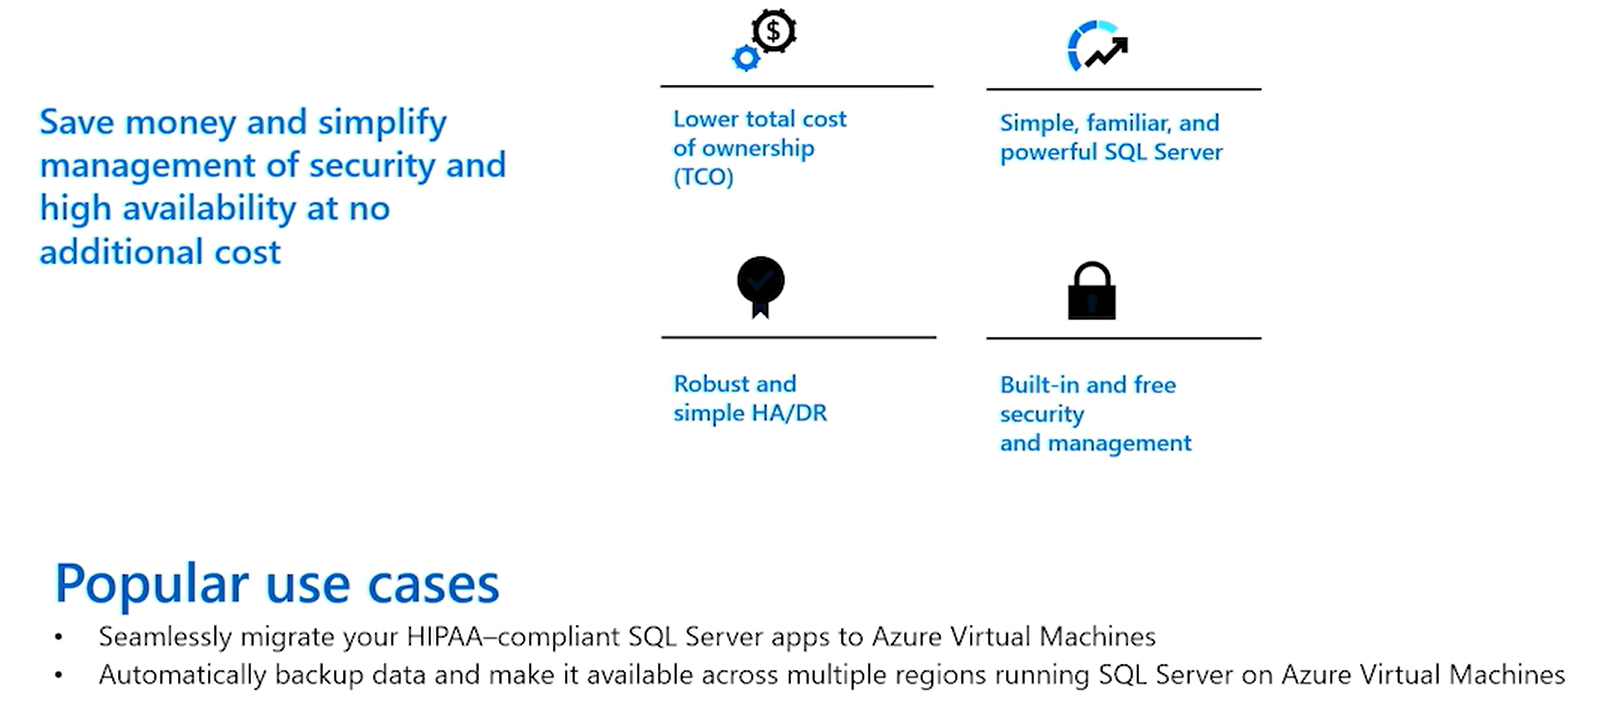 Save money and simplify
management of security and
high availability at no
additional cost
$
Lower total cost
of ownership
(TCO)
Simple, familiar, and
powerful SQL Server
Robust and
simple HA/DR
Built-in and free
security
and management
Popular use cases
• Seamlessly migrate your HIPAA–compliant SQL Server apps to Azure Virtual Machines
• Automatically backup data and make it available across multiple regions running SQL Server on Azure Virtual Machines